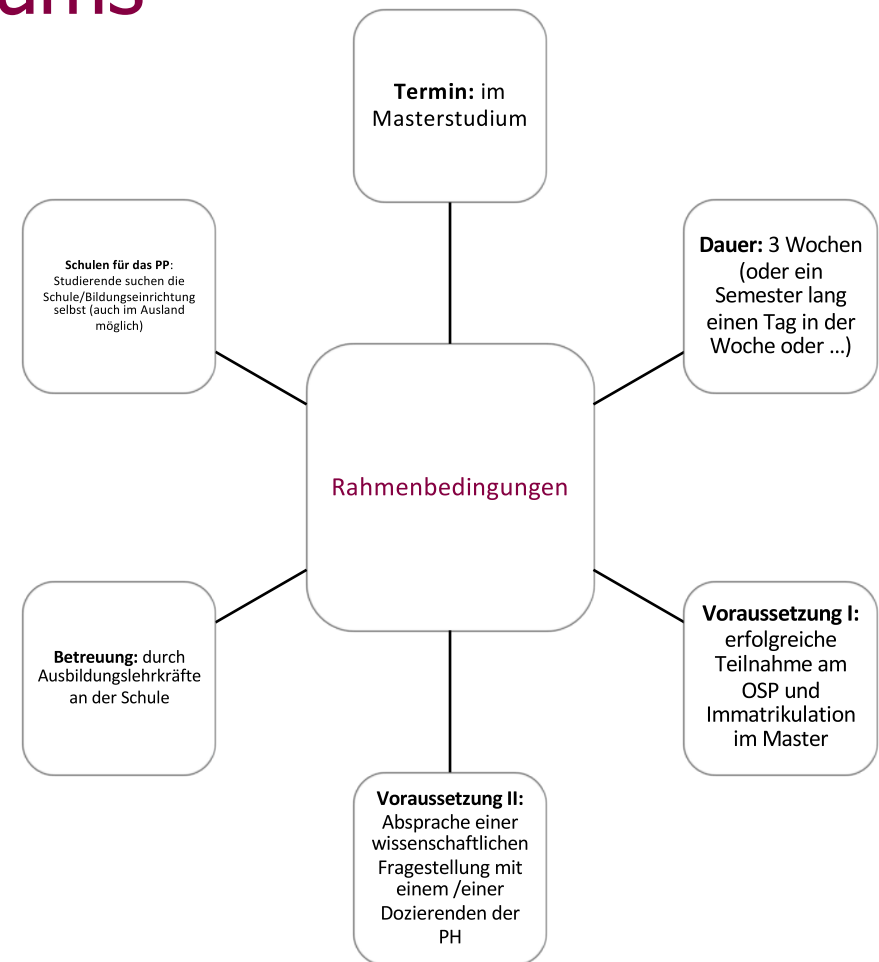 Termin: im
Masterstudium
Dauer: 3 Wochen
(oder ein
Semester lang
einen Tag in der
Woche oder ...)
Schulen für das PP:
Studierende suchen die
Schule/Bildungseinrichtung
selbst (auch im Ausland
möglich)
Rahmenbedingungen
Voraussetzung I:
erfolgreiche
Teilnahme am
OSP und
Immatrikulation
im Master
Betreuung: durch
Ausbildungslehrkräfte
an der Schule
Voraussetzung II:
Absprache einer
wissenschaftlichen
Fragestellung mit
einem /einer
Dozierenden der
PH